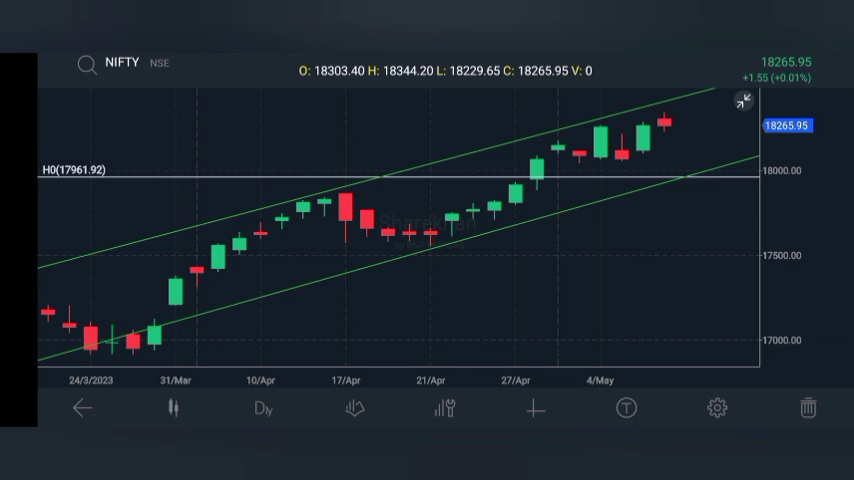 NIFTY NSE
O: 18303.40 H: 18344.20 L: 18229.65 C: 18265.95 V: 0
18265.95
+1.55 (+0.01%)
18265.95
H0(17961.92)
18000.00
Sharekhan
17500.00
17000.00
24/3/2023 31/Mar 10/Apr 17/Apr 21/Apr 27/Apr 4/May
Dly
T